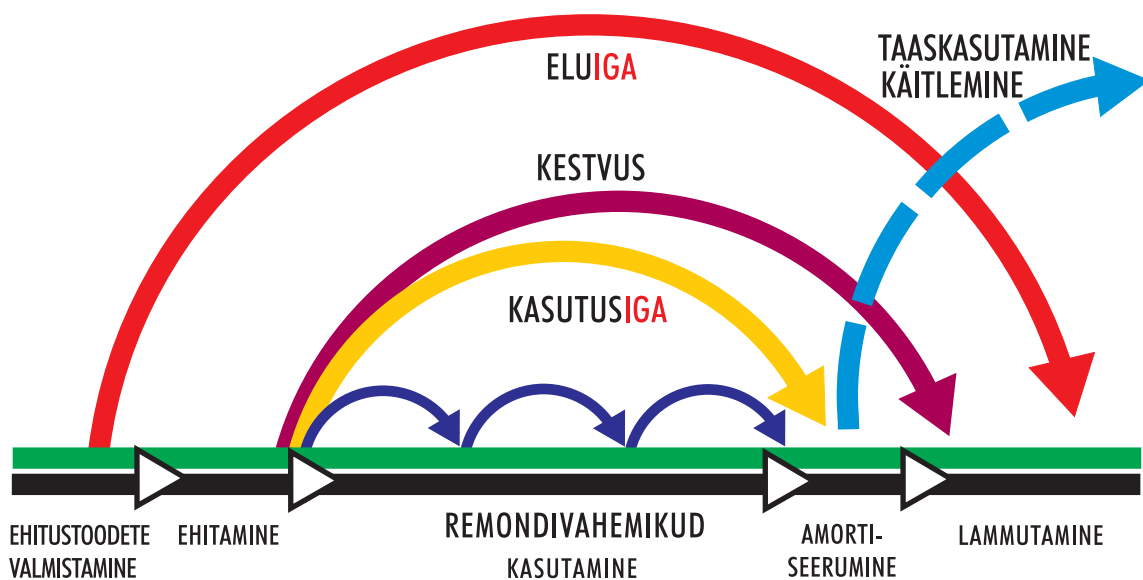 TAASKASUTAMINE
KÄITLEMINE
ELUIGA
KESTVUS
KASUTUSIGA
EHITUSTOODETE
VALMISTAMINE
EHITAMINE
REMONDIVAHEMIKUD
KASUTAMINE
AMORTI-
SEERUMINE
LAMMUTAMINE